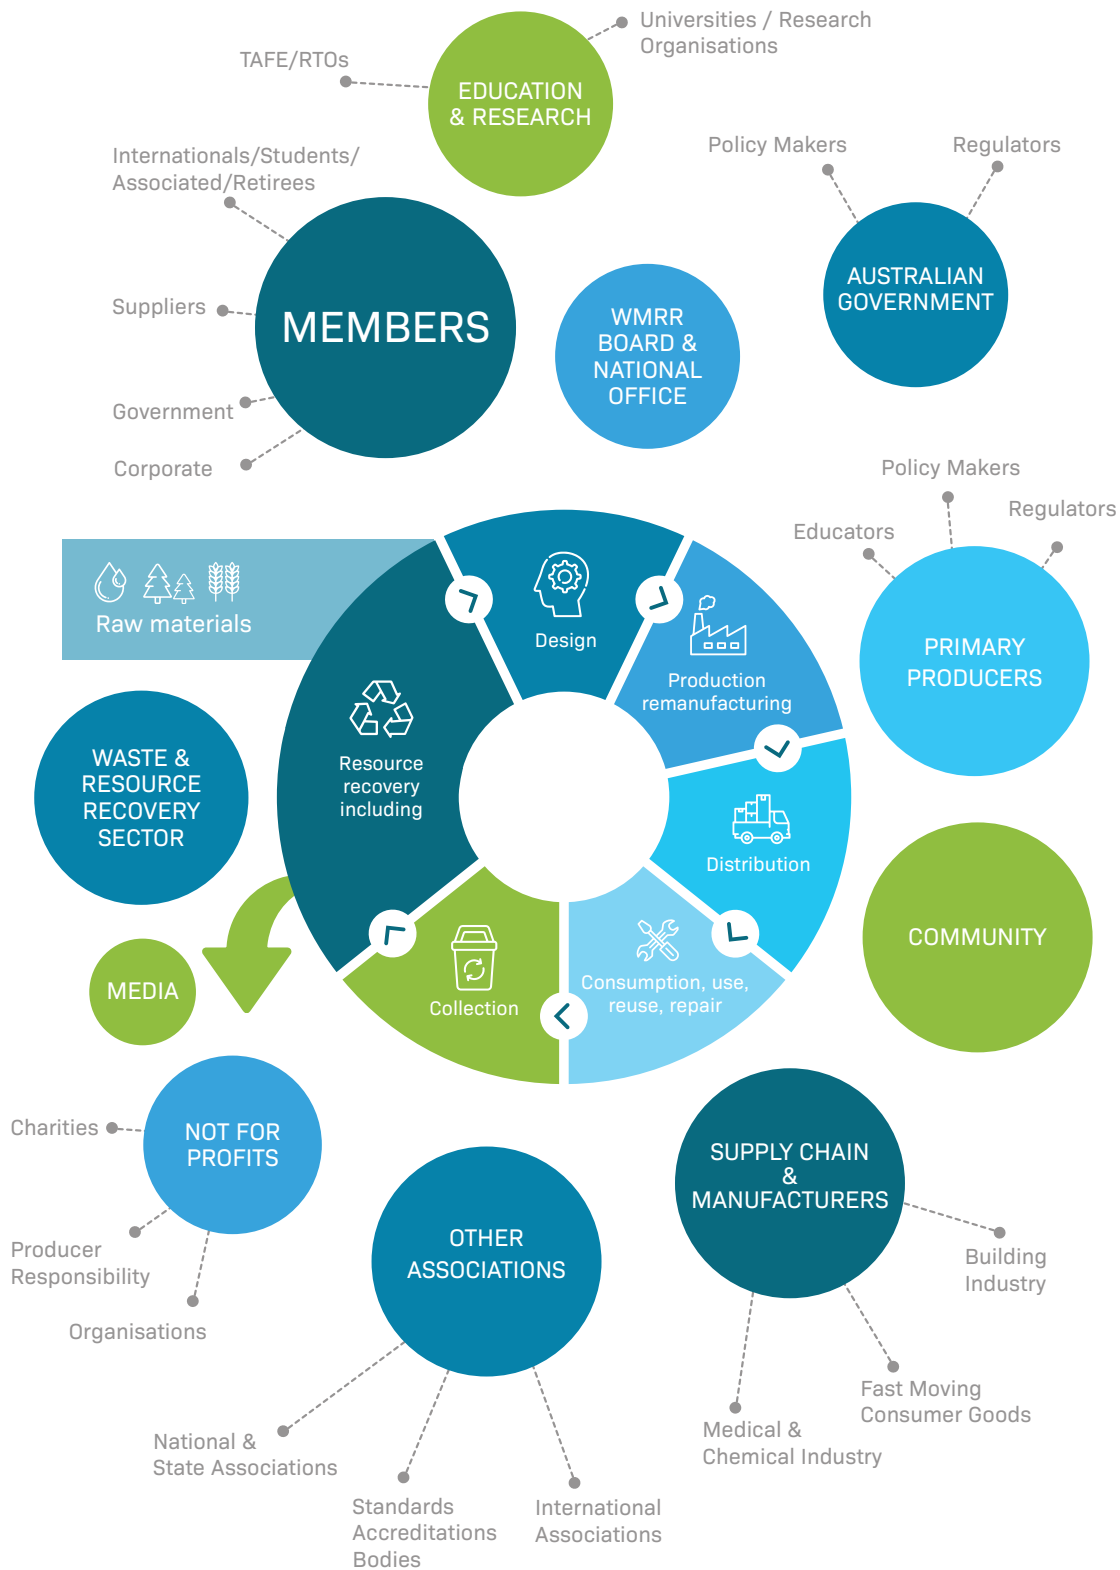 Universities / Research
Organisations
TAFE/RTOs
EDUCATION
& RESEARCH
Internationals/Students/
Associated/Retirees
Policy Makers
Regulators
Suppliers
MEMBERS
WMRR
BOARD &
NATIONAL
OFFICE
AUSTRALIAN
GOVERNMENT
Government
Corporate
Policy Makers
Regulators
Educators
Raw materials
Design
Production
remanufacturing
PRIMARY
PRODUCERS
WASTE &
RESOURCE
RECOVERY
SECTOR
Resource
recovery
including
Distribution
COMMUNITY
MEDIA
Collection
Consumption, use,
reuse, repair
Charities
NOT FOR
PROFITS
Producer
Responsibility
Organisations
OTHER
ASSOCIATIONS
SUPPLY CHAIN
&
MANUFACTURERS
Building
Industry
Fast Moving
Consumer Goods
Medical &
Chemical Industry
National &
State Associations
Standards
Accreditations
Bodies
International
Associations